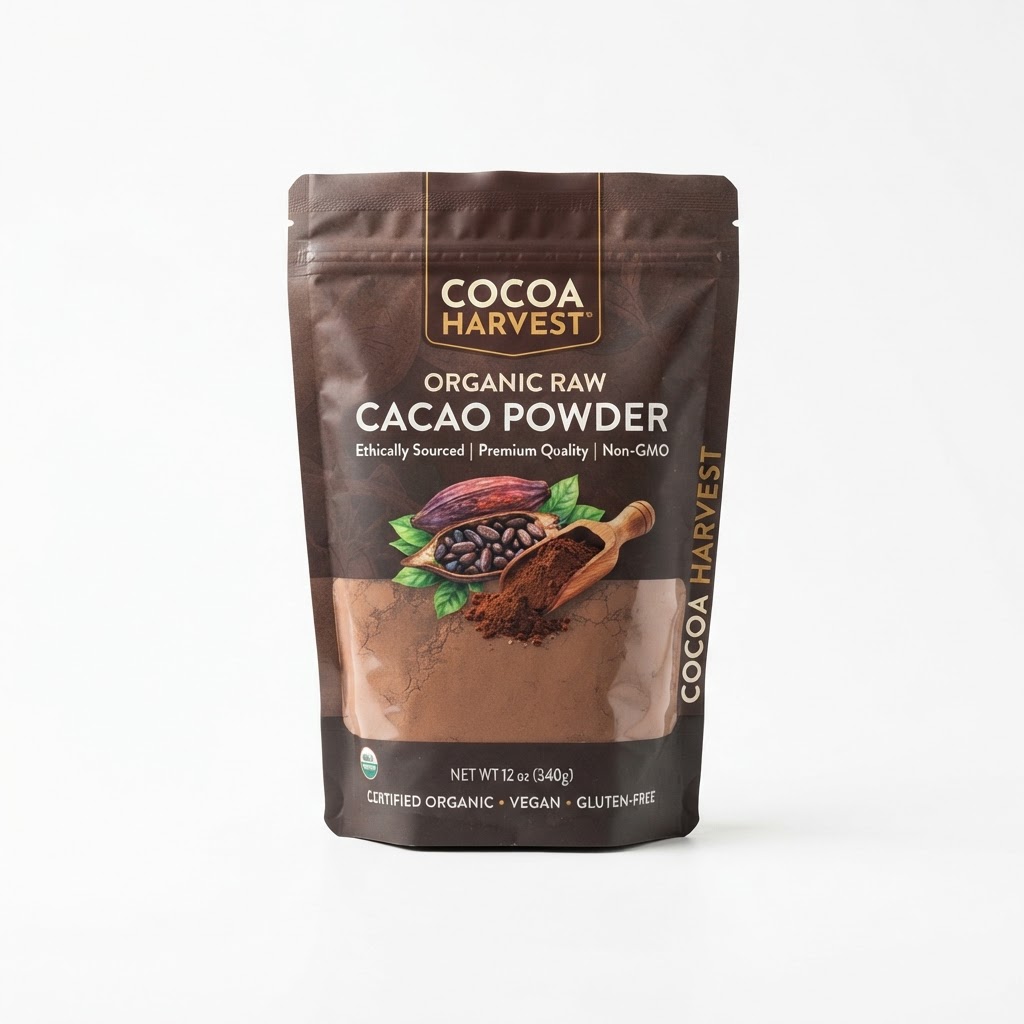 COCOA
HARVEST
ORGANIC RAW
CACAO POWDER
Ethically Sourced | Premium Quality | Non-GMO
COCOA HARVEST
NET WT 12 oz (340g)
CERTIFIED ORGANIC • VEGAN • GLUTEN-FREE